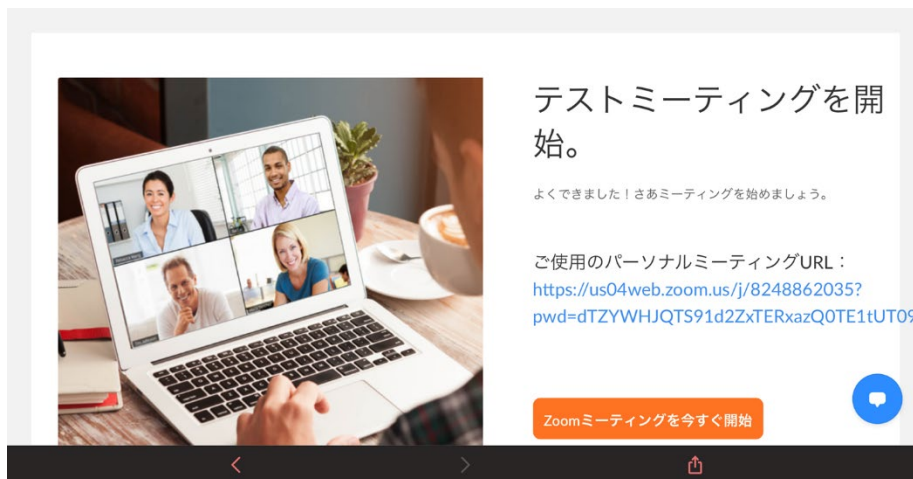 テストミーティングを開
始。
よくできました！さあミーティングを始めましょう。
ご使用のパーソナルミーティングURL：
https://us04web.zoom.us/j/8248862035?
pwd=dTZYWHJQTS91d2ZxTERxazQ0TE1tUT09
Zoomミーティングを今すぐ開始